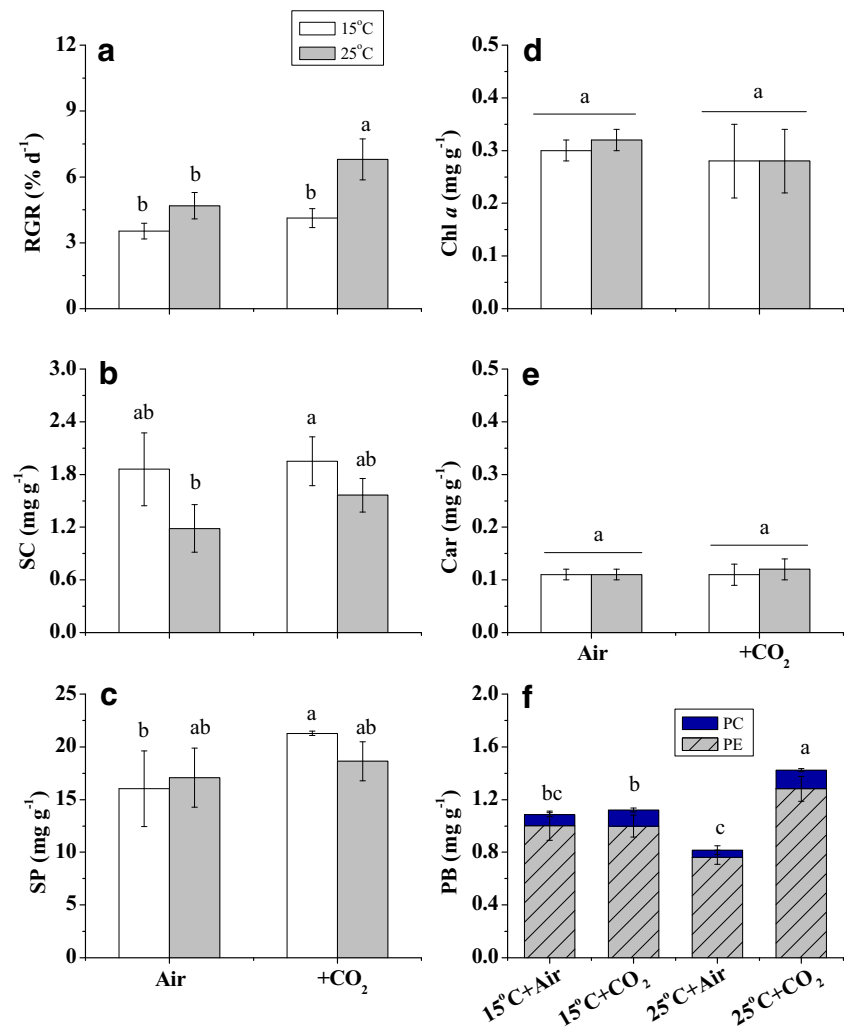 a
15°C
25°C
12
9
6
3
0
RGR (% d⁻¹)
b
b
b
a
b
3.0
2.4
1.8
1.2
0.6
0.0
SC (mg g⁻¹)
ab
b
a
ab
c
25
20
15
10
5
0
SP (mg g⁻¹)
b
ab
a
ab
Air
+CO₂
d
0.5
0.4
0.3
0.2
0.1
0.0
Chl a (mg g⁻¹)
a
a
e
0.5
0.4
0.3
0.2
0.1
0.0
Car (mg g⁻¹)
a
a
Air
+CO₂
f
PC
PE
2.0
1.6
1.2
0.8
0.4
0.0
PB (mg g⁻¹)
bc
b
c
a
15°C+Air
15°C+CO₂
25°C+Air
25°C+CO₂